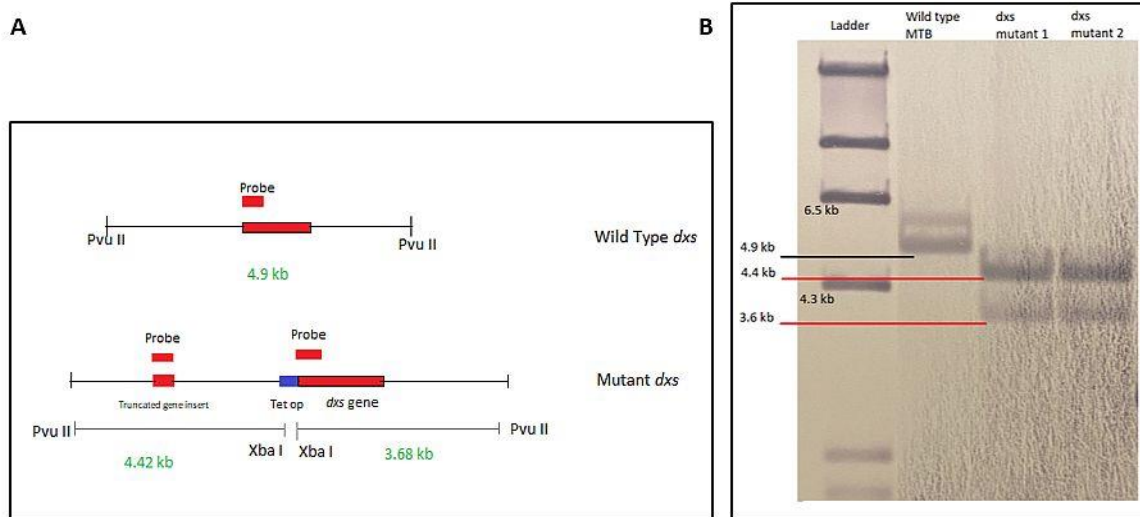 A
Probe
Pvu II
Pvu II
Wild Type dxs
4.9 kb
Probe
Probe
Mutant dxs
Truncated gene insert
Tet op
dxs gene
Pvu II
Xba I
Xba I
Pvu II
4.42 kb
3.68 kb
B
Ladder
Wild type
MTB
dxs
mutant 1
dxs
mutant 2
6.5 kb
4.9 kb
4.4 kb
4.3 kb
3.6 kb